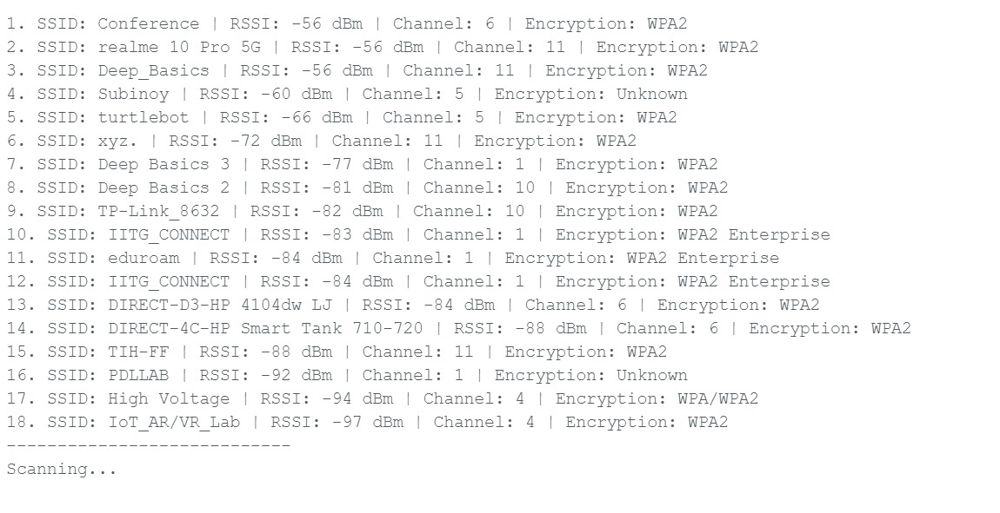 1. SSID: Conference | RSSI: -56 dBm | Channel: 6 | Encryption: WPA2
2. SSID: realme 10 Pro 5G | RSSI: -56 dBm | Channel: 11 | Encryption: WPA2
3. SSID: Deep_Basics | RSSI: -56 dBm | Channel: 11 | Encryption: WPA2
4. SSID: Subinoy | RSSI: -60 dBm | Channel: 5 | Encryption: Unknown
5. SSID: turtlebot | RSSI: -66 dBm | Channel: 5 | Encryption: WPA2
6. SSID: xyz. | RSSI: -72 dBm | Channel: 11 | Encryption: WPA2
7. SSID: Deep Basics 3 | RSSI: -77 dBm | Channel: 1 | Encryption: WPA2
8. SSID: Deep Basics 2 | RSSI: -81 dBm | Channel: 10 | Encryption: WPA2
9. SSID: TP-Link_8632 | RSSI: -82 dBm | Channel: 10 | Encryption: WPA2
10. SSID: IITG_CONNECT | RSSI: -83 dBm | Channel: 1 | Encryption: WPA2 Enterprise
11. SSID: eduroam | RSSI: -84 dBm | Channel: 1 | Encryption: WPA2 Enterprise
12. SSID: IITG_CONNECT | RSSI: -84 dBm | Channel: 1 | Encryption: WPA2 Enterprise
13. SSID: DIRECT-D3-HP 4104dw LJ | RSSI: -84 dBm | Channel: 6 | Encryption: WPA2
14. SSID: DIRECT-4C-HP Smart Tank 710-720 | RSSI: -88 dBm | Channel: 6 | Encryption: WPA2
15. SSID: TIH-FF | RSSI: -88 dBm | Channel: 11 | Encryption: WPA2
16. SSID: PDLLAB | RSSI: -92 dBm | Channel: 1 | Encryption: Unknown
17. SSID: High Voltage | RSSI: -94 dBm | Channel: 4 | Encryption: WPA/WPA2
18. SSID: IoT_AR/VR_Lab | RSSI: -97 dBm | Channel: 4 | Encryption: WPA2
----------------------------
Scanning...